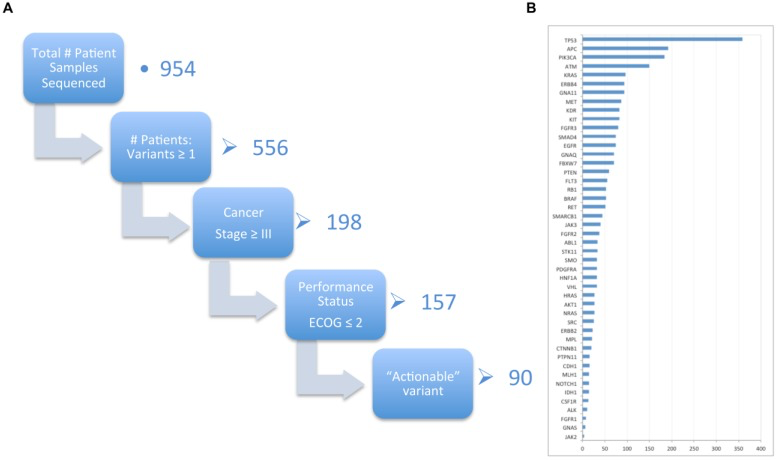 A
Total # Patient
Samples
Sequenced
• 954
# Patients:
Variants ≥ 1
556
Cancer
Stage ≥ III
198
Performance
Status
ECOG ≤ 2
157
"Actionable"
variant
90
B
TP53
APC
PIK3CA
ATM
KRAS
ERBB4
GNA11
MET
KDR
KIT
FGFR3
SMAD4
EGFR
GNAQ
FBXW7
PTEN
FLT3
RB1
BRAF
RET
SMARCB1
JAK3
FGFR2
ABL1
STK11
SMO
PDGFRA
HNF1A
VHL
HRAS
AKT1
NRAS
SRC
ERBB2
MPL
CTNNB1
PTPN11
CDH1
MLH1
NOTCH1
IDH1
CSF1R
ALK
FGFR1
GNAS
JAK2
0 50 100 150 200 250 300 350 400